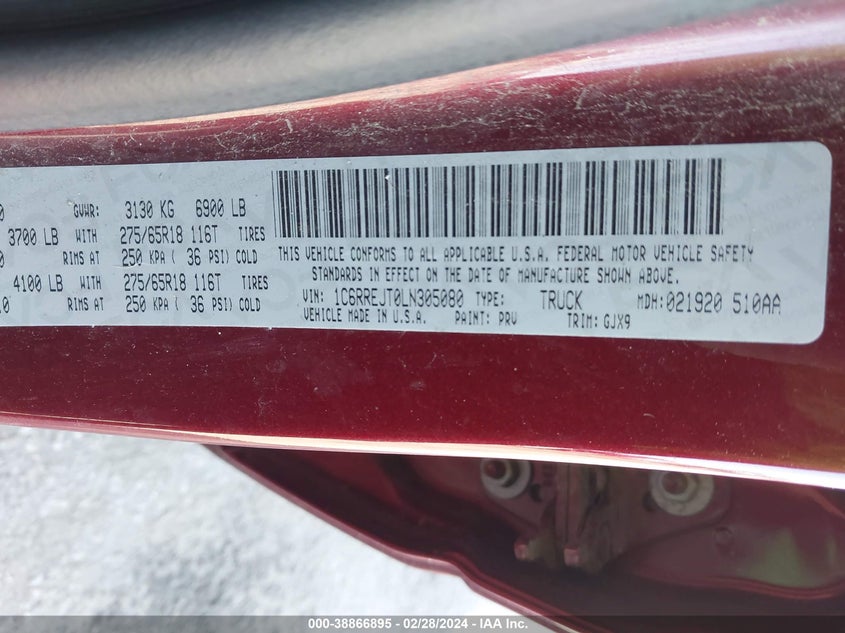 0 GVWR: 3130 KG 6900 LB
3700 LB WITH 275/65R18 116T TIRES
0 RIMS AT 250 KPA ( 36 PSI) COLD
4100 LB WITH 275/65R18 116T TIRES
.0 RIMS AT 250 KPA ( 36 PSI) COLD
THIS VEHICLE CONFORMS TO ALL APPLICABLE U.S.A. FEDERAL MOTOR VEHICLE SAFETY
STANDARDS IN EFFECT ON THE DATE OF MANUFACTURE SHOWN ABOVE.
VIN: 1C6RREJT0LN305080 TYPE: TRUCK MDH:021920 510AA
VEHICLE MADE IN U.S.A. PAINT: PRV TRIM: GJX9
000-38866895 - 02/28/2024 - IAA Inc.